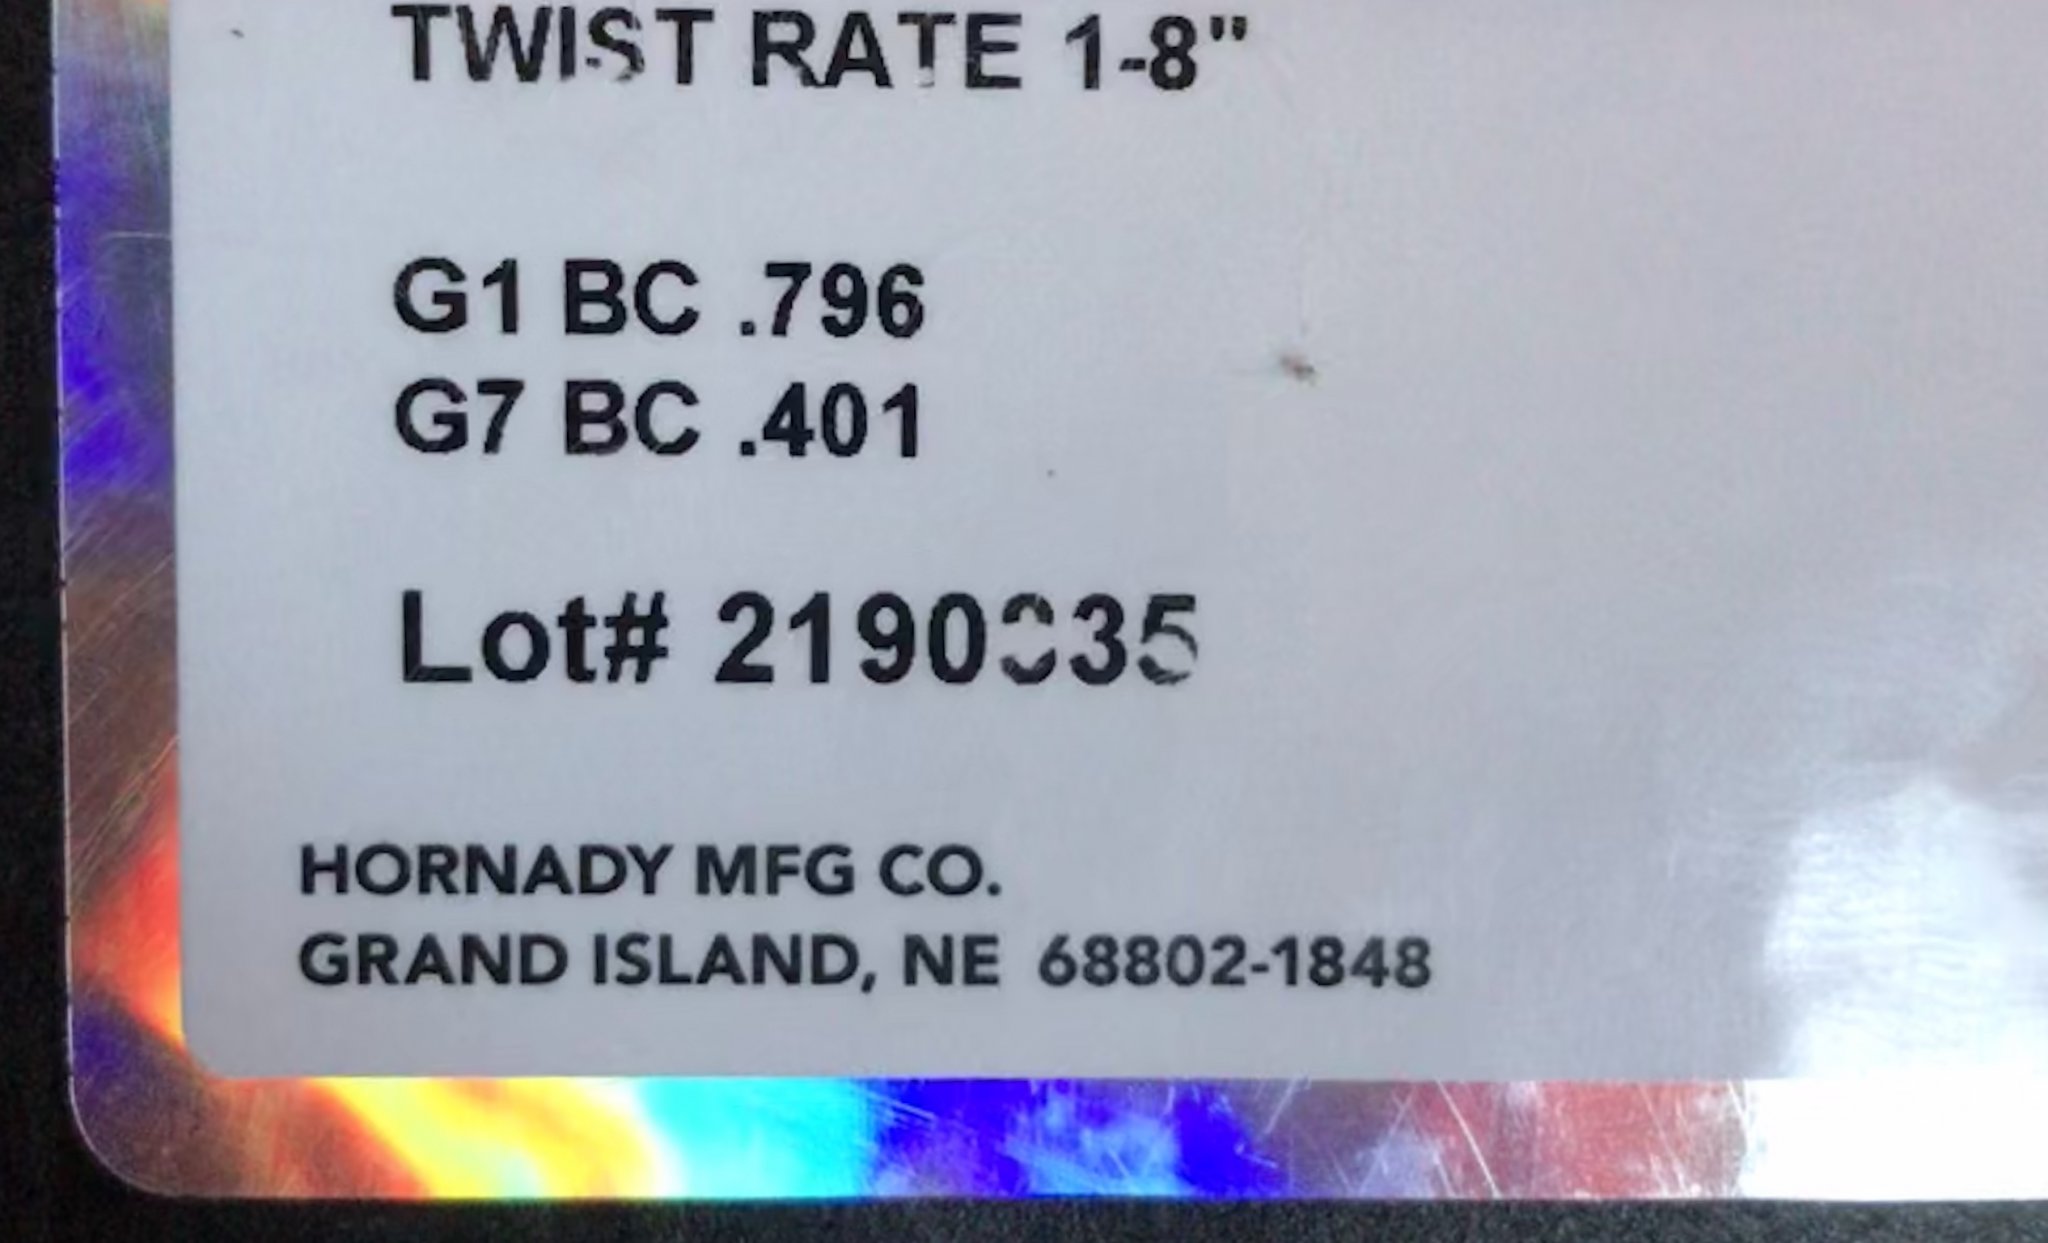 TWIST RATE 1-8"
G1 BC .796
G7 BC .401
Lot#
HORNADY MFG CO.
GRAND ISLAND, NE 68802-1848